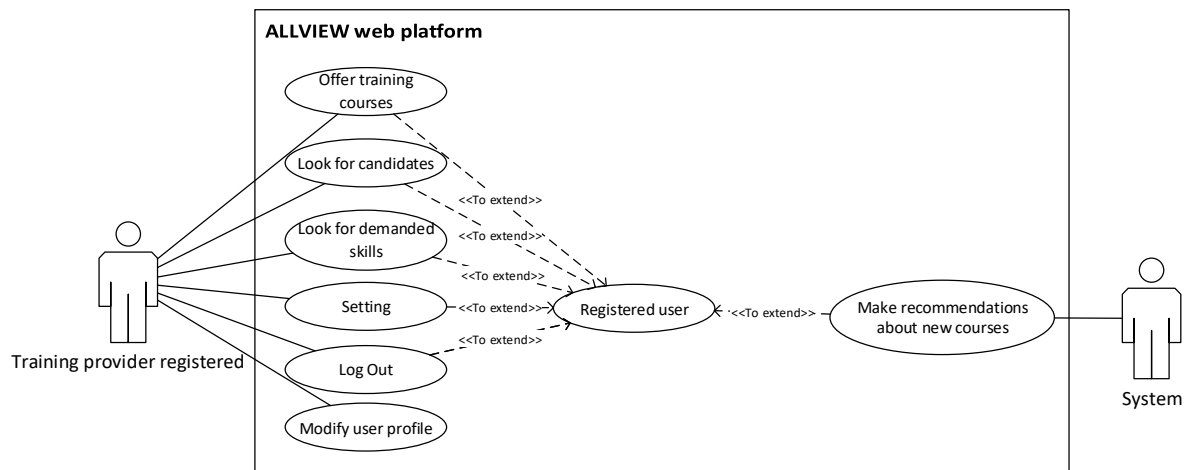 ALLVIEW web platform
Offer training
courses
Look for candidates
<<To extend>>
<<To extend>>
Look for demanded
skills
<<To extend>>
Setting
<<To extend>>
Registered user
<<To extend>>
Make recommendations
about new courses
<<To extend>>
Training provider registered
Log Out
System
Modify user profile